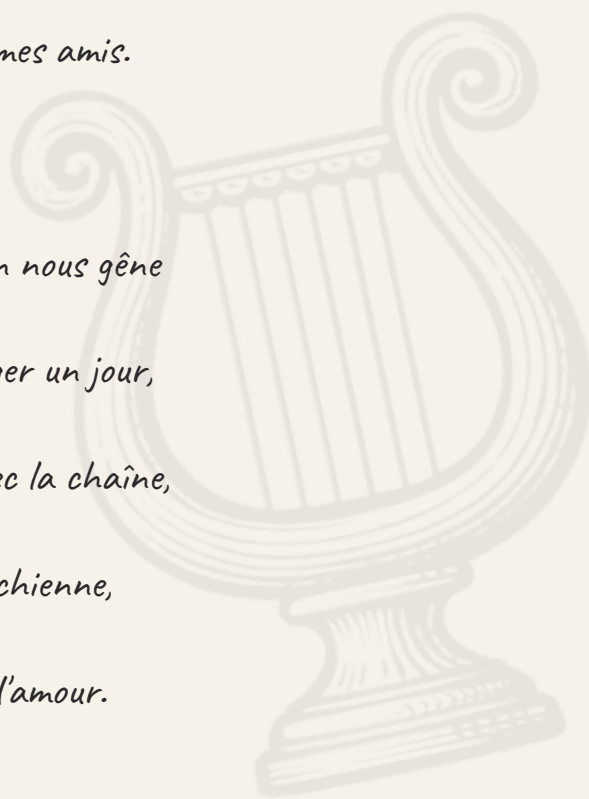 mes amis.
n nous gêne
er un jour,
ec la chaîne,
chienne,
l'amour.